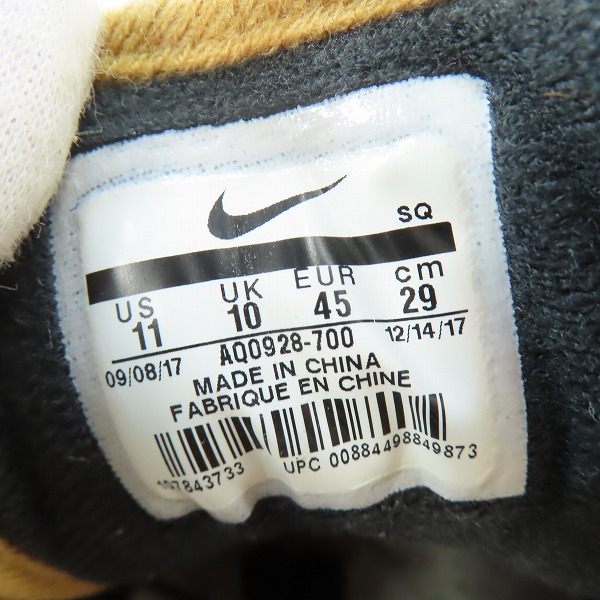 SQ
US UK EUR cm
11 10 45 29
09/08/17 AQ0928-700 12/14/17
MADE IN CHINA
FABRIQUE EN CHINE
107843733 UPC 00884498849873